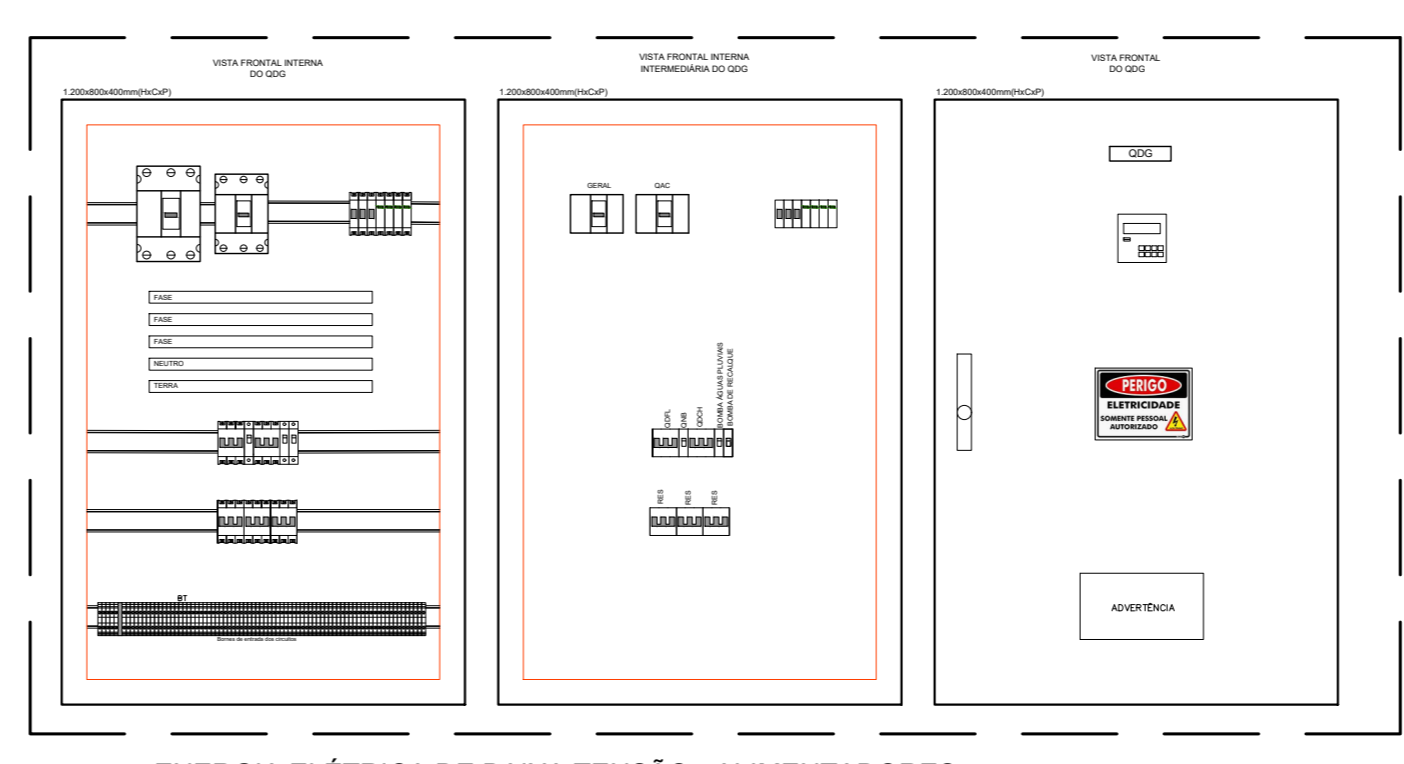 VISTA FRONTAL INTERNA
DO QDG
1.200x800x400mm(HxCxP)
FASE
FASE
FASE
NEUTRO
TERRA
BT
Bornes de entrada dos circuitos
VISTA FRONTAL INTERNA
INTERMEDIÁRIA DO QDG
1.200x800x400mm(HxCxP)
GERAL
QAC
QDFL
QNB
QDCH
BOMBA ÁGUAS PLUVIAIS
BOMBA DE RECALQUE
RES
RES
RES
VISTA FRONTAL
DO QDG
1.200x800x400mm(HxCxP)
QDG
PERIGO
ELETRICIDADE
SOMENTE PESSOAL
AUTORIZADO
ADVERTÊNCIA